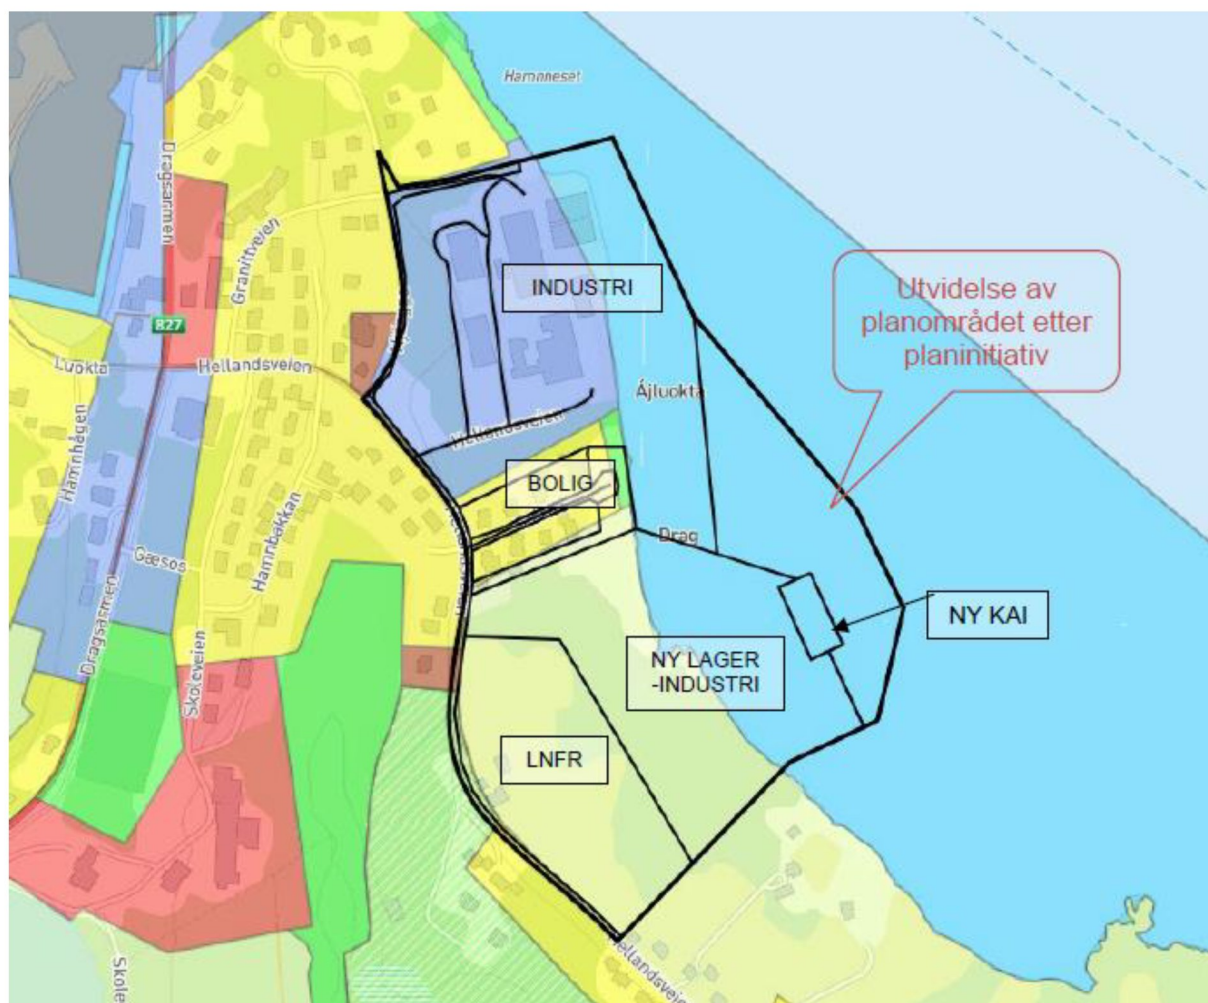 Hamnneset
Dragsarmen
Granittveien
INDUSTRI
Utvidelse av
planområdet etter
planinitiativ
827
Luokta
Hellandsveien
Ájluokta
Hamnhågen
Hellandsveien
BOLIG
Hamnbakkan
Drag
Gæsos
NY KAI
Dragsarmen
Skoleveien
NY LAGER
-INDUSTRI
LNFR
Hellandsveien
Skole